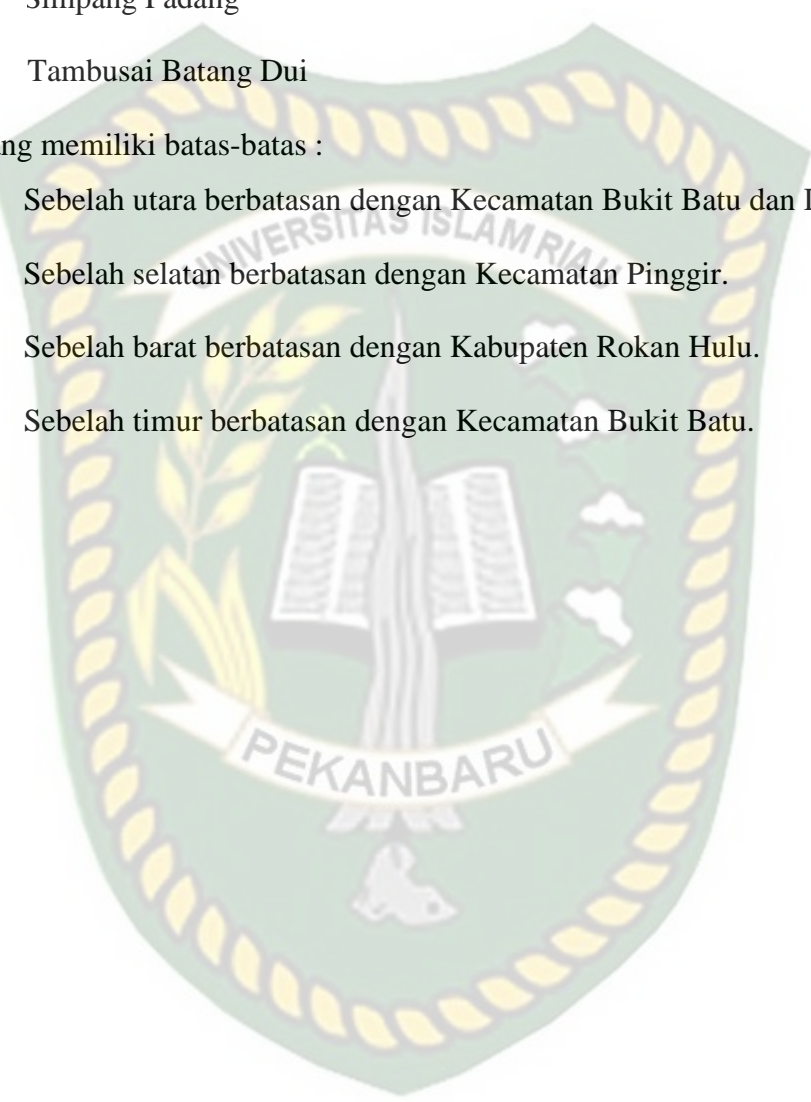 Simpang Padang
Tambusai Batang Dui
memiliki batas-batas :
Sebelah utara berbatasan dengan Kecamatan Bukit Batu dan
UNIVERSITAS ISLAM RIAU
Sebelah selatan berbatasan dengan Kecamatan Pinggir.
Sebelah barat berbatasan dengan Kabupaten Rokan Hulu.
Sebelah timur berbatasan dengan Kecamatan Bukit Batu.
PEKANBARU